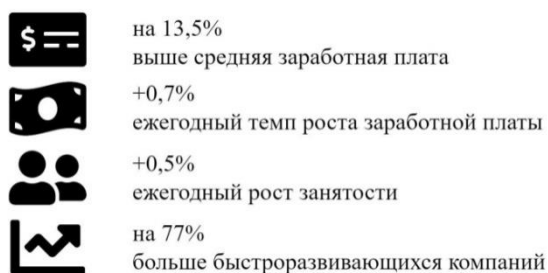 на 13,5%
выше средняя заработная плата
+0,7%
ежегодный темп роста заработной платы
+0,5%
ежегодный рост занятости
на 77%
больше быстроразвивающихся компаний
$